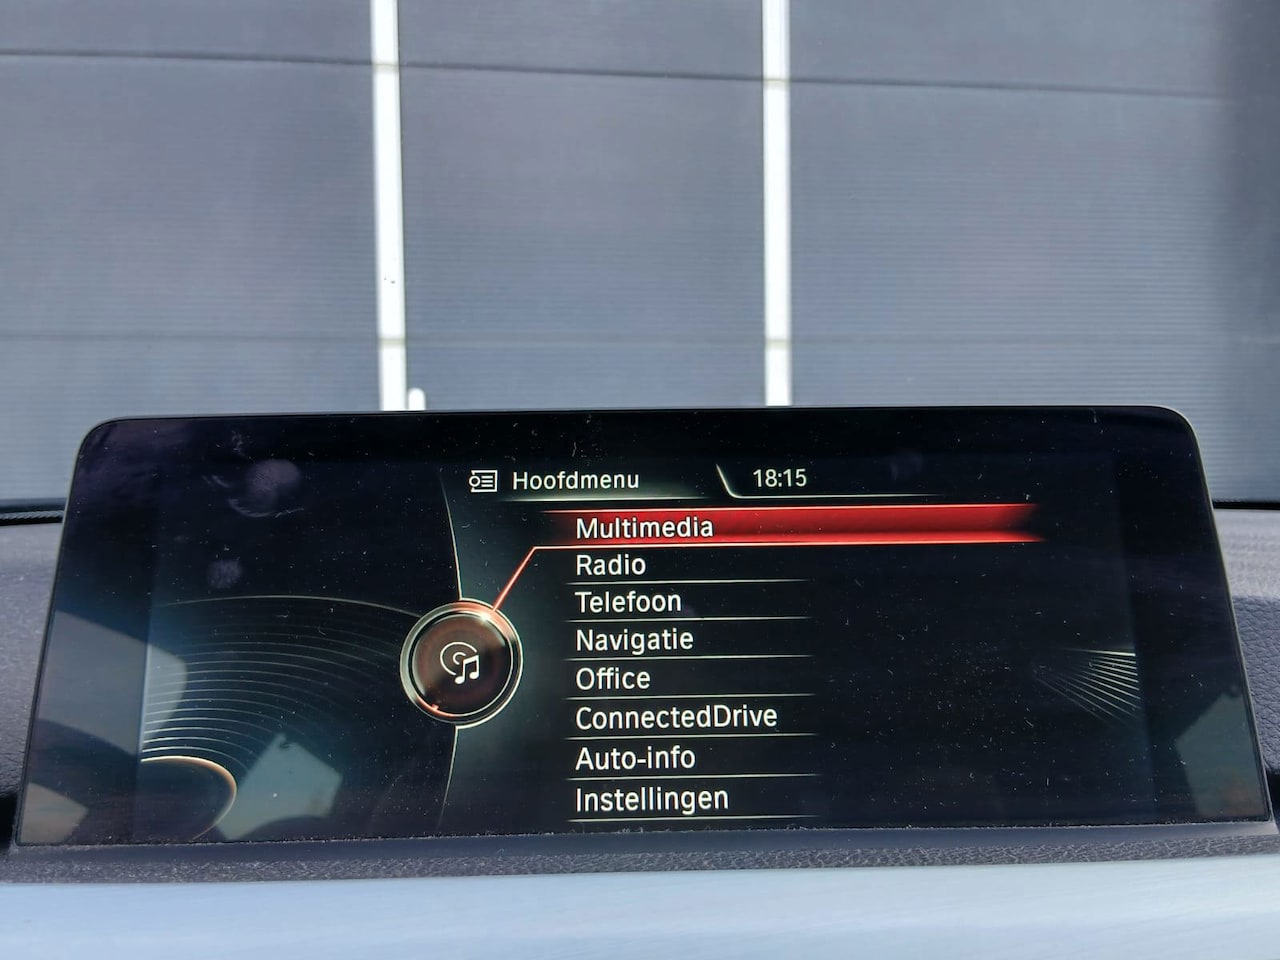 Hoofdmenu 18:15
Multimedia
Radio
Telefoon
Navigatie
Office
ConnectedDrive
Auto-info
Instellingen